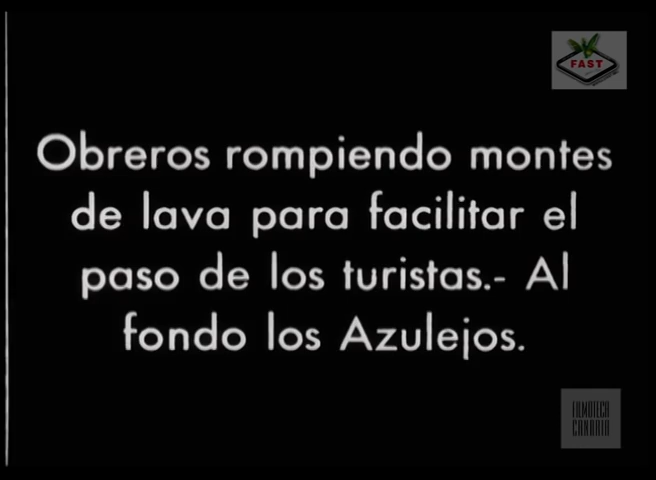 FAST
Obreros rompiendo montes
de lava para facilitar el
paso de los turistas.- Al
fondo los Azulejos.
FILMOTECA
CANARIA